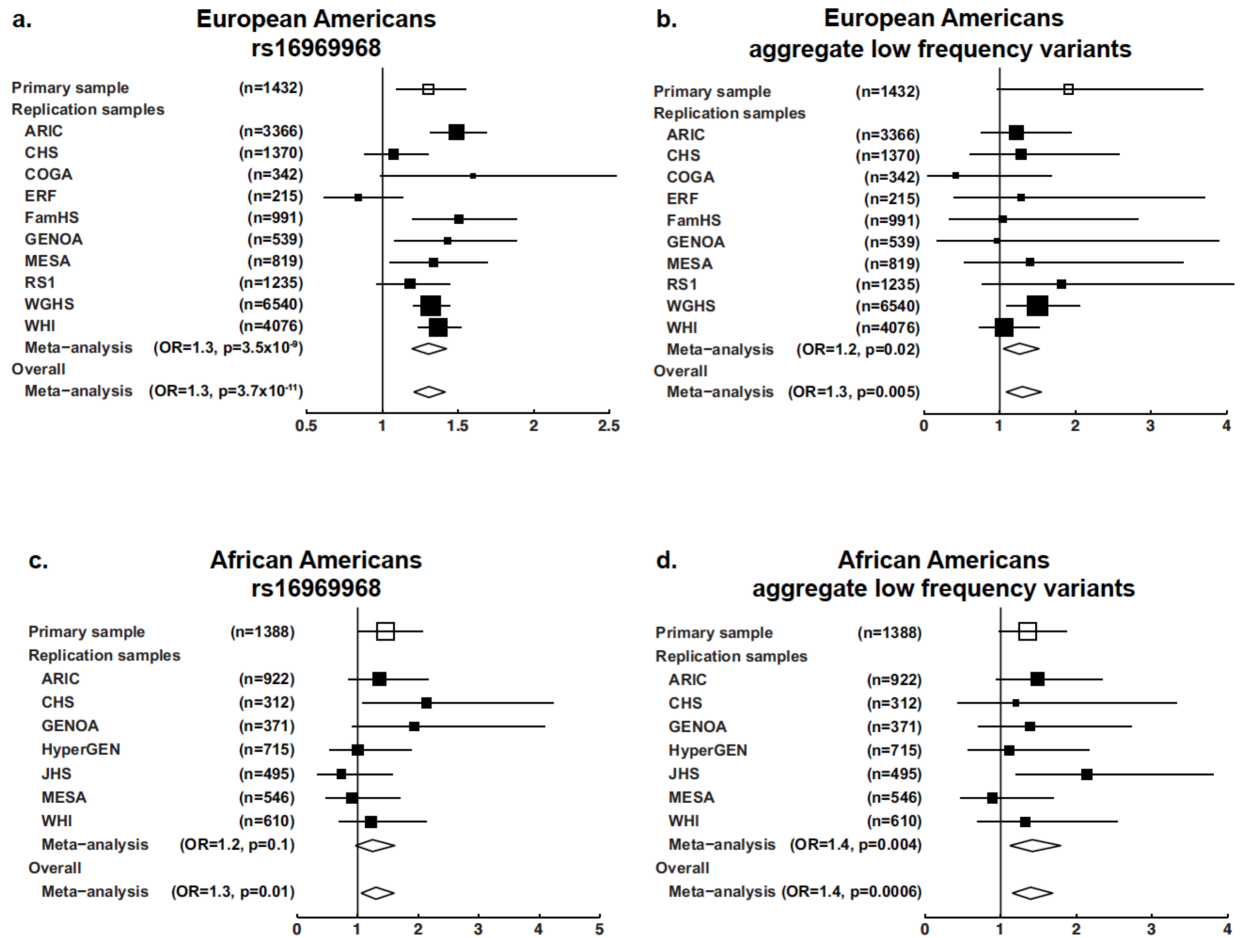 a.
European Americans
rs16969968
Primary sample (n=1432)
Replication samples
ARIC (n=3366)
CHS (n=1370)
COGA (n=342)
ERF (n=215)
FamHS (n=991)
GENOA (n=539)
MESA (n=819)
RS1 (n=1235)
WGHS (n=6540)
WHI (n=4076)
Meta−analysis (OR=1.3, p=3.5x10⁻⁹)
Overall
Meta−analysis (OR=1.3, p=3.7x10⁻¹¹)
0.5 1 1.5 2 2.5
b.
European Americans
aggregate low frequency variants
Primary sample (n=1432)
Replication samples
ARIC (n=3366)
CHS (n=1370)
COGA (n=342)
ERF (n=215)
FamHS (n=991)
GENOA (n=539)
MESA (n=819)
RS1 (n=1235)
WGHS (n=6540)
WHI (n=4076)
Meta−analysis (OR=1.2, p=0.02)
Overall
Meta−analysis (OR=1.3, p=0.005)
0 1 2 3 4
c.
African Americans
rs16969968
Primary sample (n=1388)
Replication samples
ARIC (n=922)
CHS (n=312)
GENOA (n=371)
HyperGEN (n=715)
JHS (n=495)
MESA (n=546)
WHI (n=610)
Meta−analysis (OR=1.2, p=0.1)
Overall
Meta−analysis (OR=1.3, p=0.01)
0 1 2 3 4 5
d.
African Americans
aggregate low frequency variants
Primary sample (n=1388)
Replication samples
ARIC (n=922)
CHS (n=312)
GENOA (n=371)
HyperGEN (n=715)
JHS (n=495)
MESA (n=546)
WHI (n=610)
Meta−analysis (OR=1.4, p=0.004)
Overall
Meta−analysis (OR=1.4, p=0.0006)
0 1 2 3 4